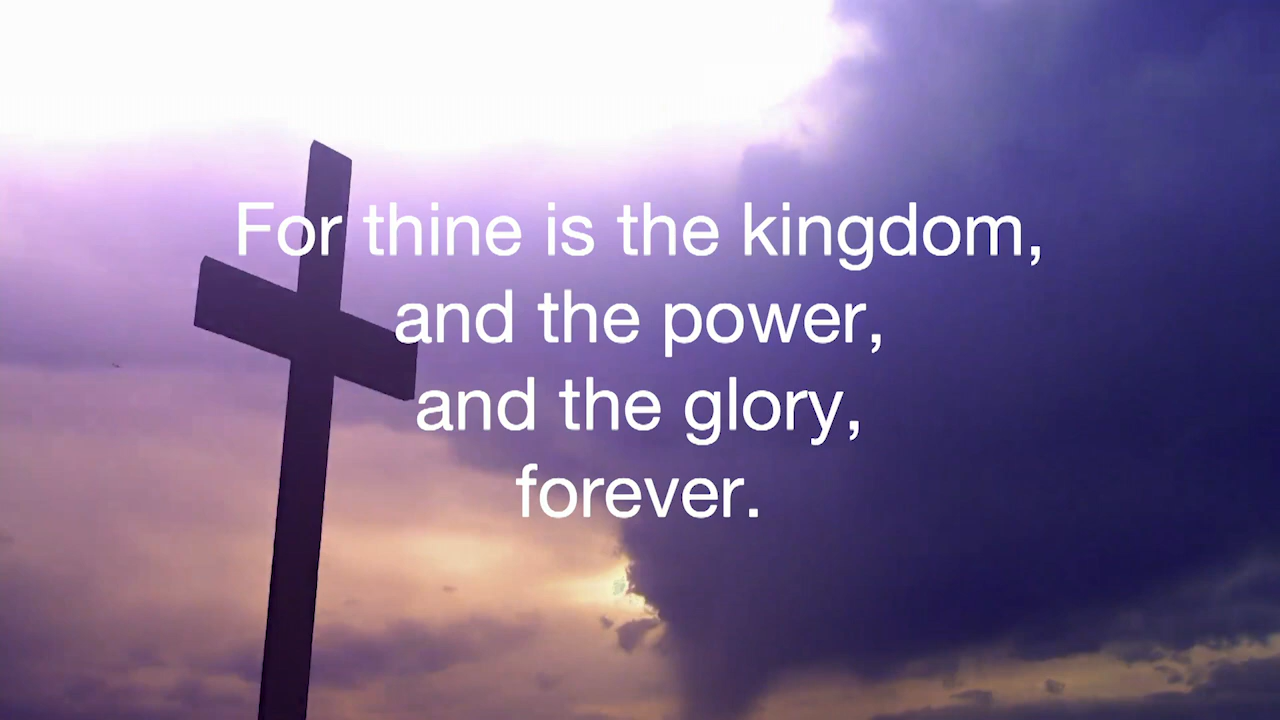 For thine is the kingdom,
and the power,
and the glory,
forever.